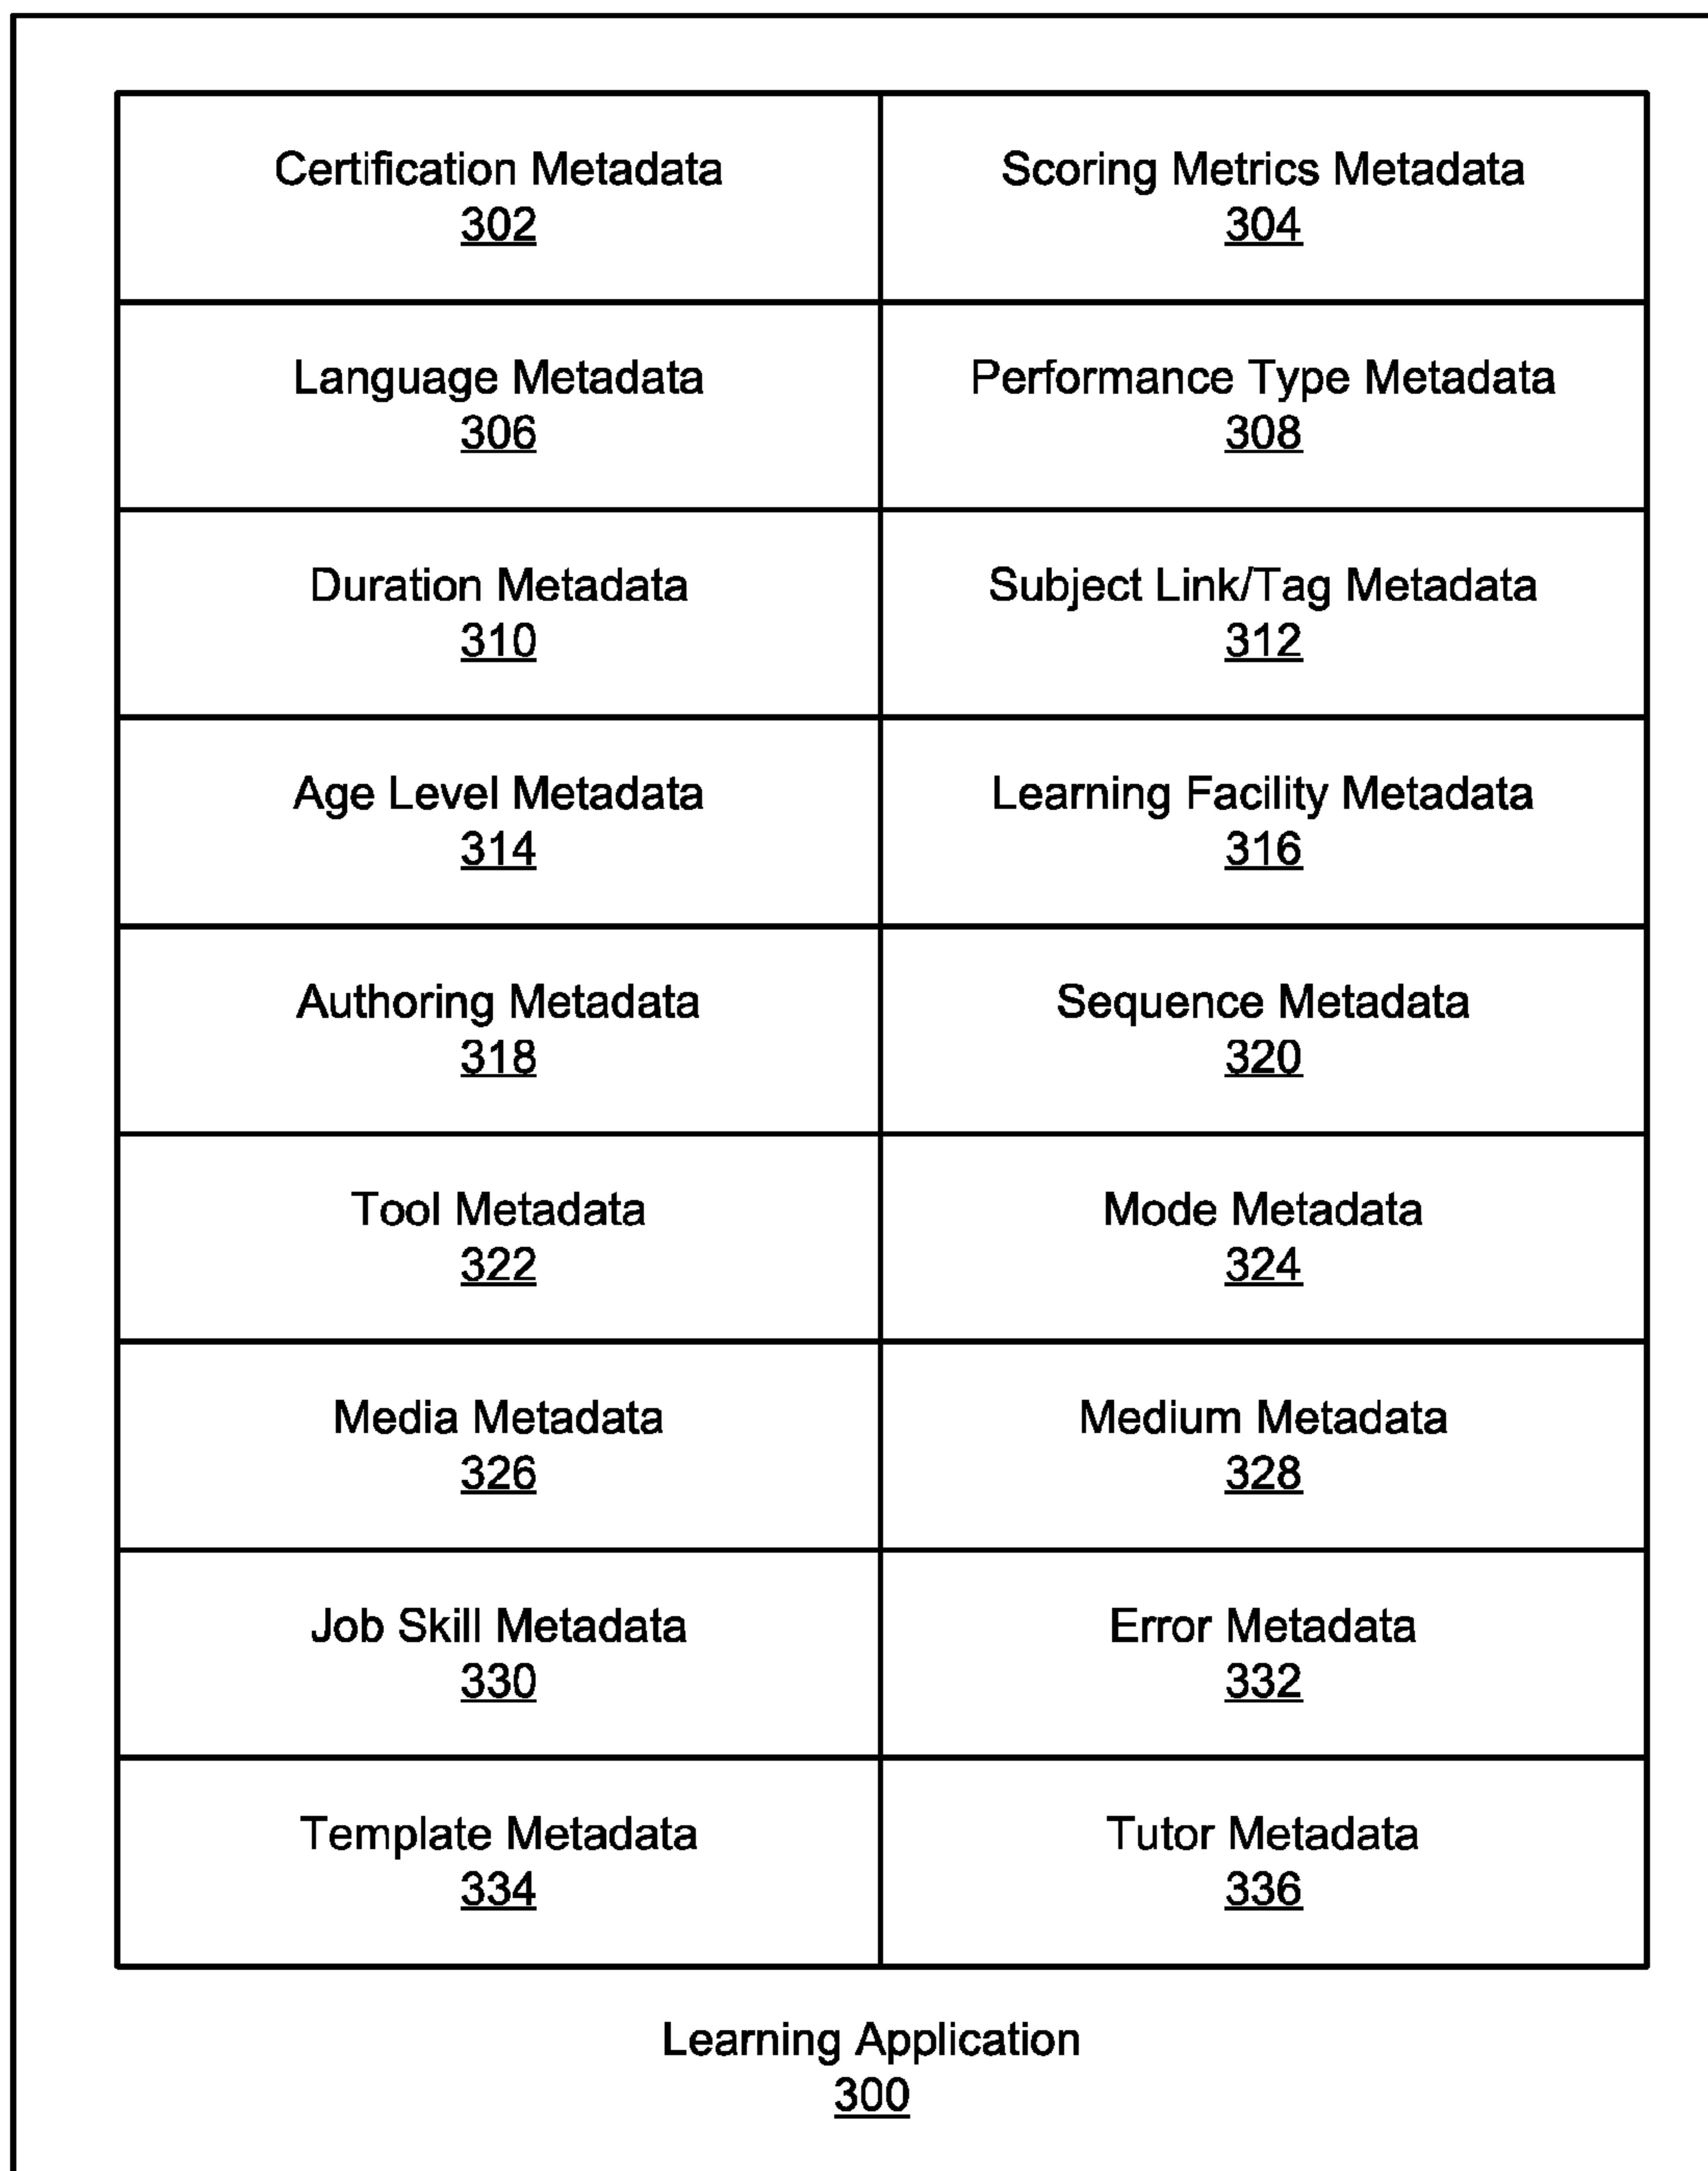 Certification Metadata
302
Scoring Metrics Metadata
304
Language Metadata
306
Performance Type Metadata
308
Duration Metadata
310
Subject Link/Tag Metadata
312
Age Level Metadata
314
Learning Facility Metadata
316
Authoring Metadata
318
Sequence Metadata
320
Tool Metadata
322
Mode Metadata
324
Media Metadata
326
Medium Metadata
328
Job Skill Metadata
330
Error Metadata
332
Template Metadata
334
Tutor Metadata
336
Learning Application
300